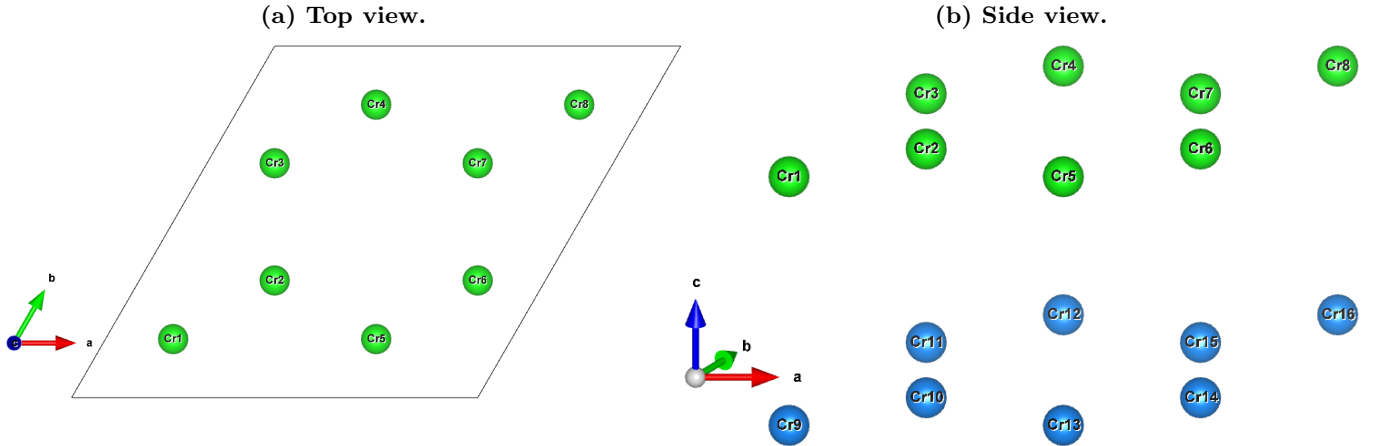 (a) Top view.
Cr4
Cr8
Cr3
Cr7
Cr2
Cr6
Cr1
Cr5
b
a
c
(b) Side view.
Cr4
Cr8
Cr3
Cr7
Cr2
Cr6
Cr1
Cr5
c
b
a
Cr12
Cr16
Cr11
Cr15
Cr10
Cr14
Cr9
Cr13